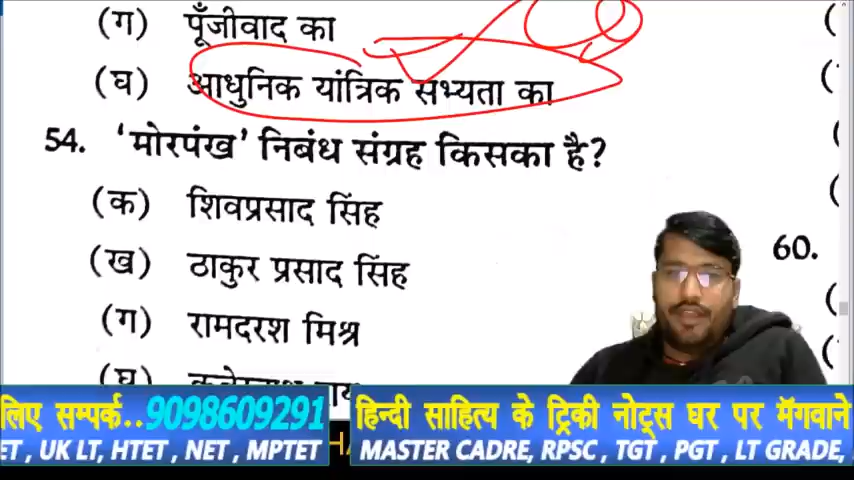 (ग) पूँजीवाद का
(घ) आधुनिक यांत्रिक सभ्यता का
54. 'मोरपंख' निबंध संग्रह किसका है?
(क) शिवप्रसाद सिंह
(ख) ठाकुर प्रसाद सिंह
(ग) रामदरश मिश्र
(घ)
60.
लिए सम्पर्क..9098609291
ET, UK LT, HTET, NET, MPTET
हिन्दी साहित्य के ट्रिकी नोट्स घर पर मँगवाने
MASTER CADRE, RPSC, TGT, PGT, LT GRADE,